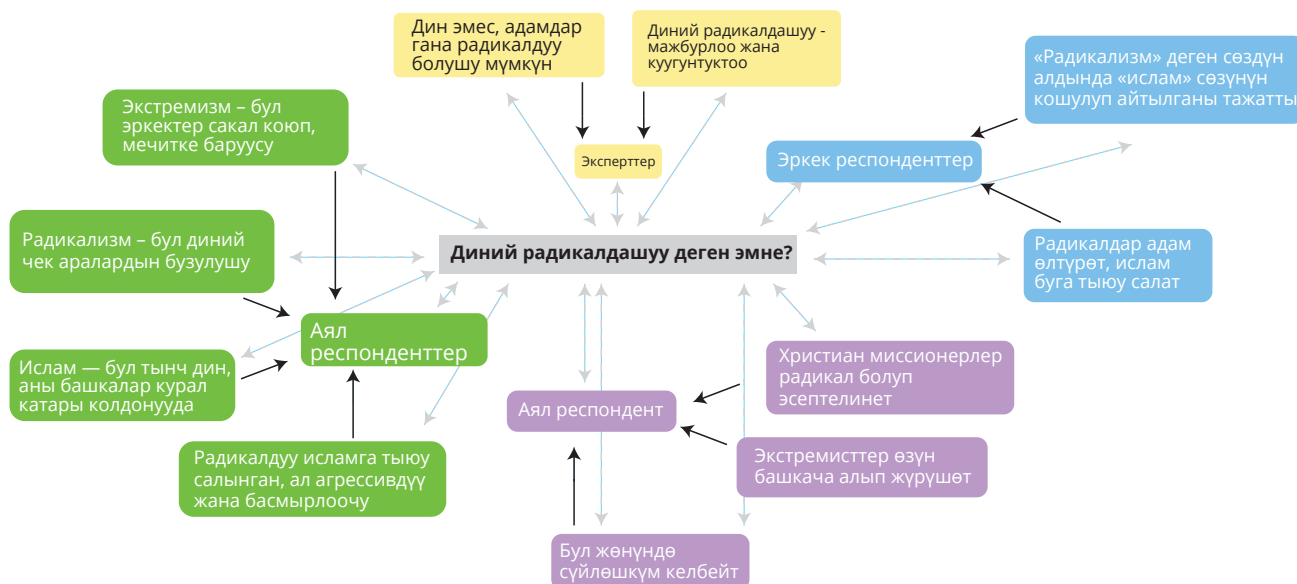 Дин эмес, адамдар
гана радикалдуу
болушу мүмкүн
Диний радикалдашуу -
мажбурлоо жана
куугунтуктоо
«Радикализм» деген сөздүн
алдында «ислам» сөзүнүн
кошулуп айтылганы тажатты
Экстремизм – бул
эркектер сакал коюп,
мечитке баруусу
Эксперттер
Эркек респонденттер
Радикализм – бул диний
чек аралардын бузулушу
Диний радикалдашуу деген эмне?
Радикалдар адам
өлтүрөт, ислам
буга тыюу салат
Аял
респонденттер
Ислам — бул тынч дин,
аны башкалар курал
катары колдонууда
Христиан миссионерлер
радикал болуп
эсептелинет
Аял респондент
Радикалдуу исламга тыюу
салынган, ал агрессивдүү
жана басмырлоочу
Экстремисттер өзүн
башкача алып жүрүшөт
Бул жөнүндө
сүйлөшкүм келбейт